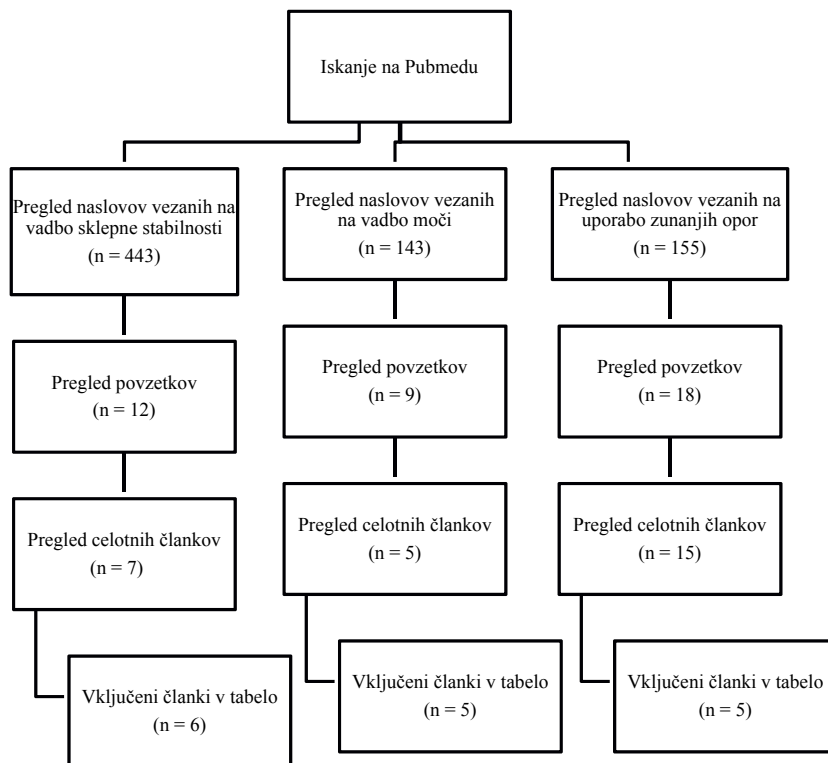 Iskanje na Pubmedu
Pregled naslovov vezanih na
vadbo sklepne stabilnosti
(n = 443)
Pregled naslovov vezanih
na vadbo moči
(n = 143)
Pregled naslovov vezanih na
uporabo zunanjih opor
(n = 155)
Pregled povzetkov
(n = 12)
Pregled povzetkov
(n = 9)
Pregled povzetkov
(n = 18)
Pregled celotnih člankov
(n = 7)
Pregled celotnih člankov
(n = 5)
Pregled celotnih člankov
(n = 15)
Vključeni članki v tabelo
(n = 6)
Vključeni članki v tabelo
(n = 5)
Vključeni članki v tabelo
(n = 5)